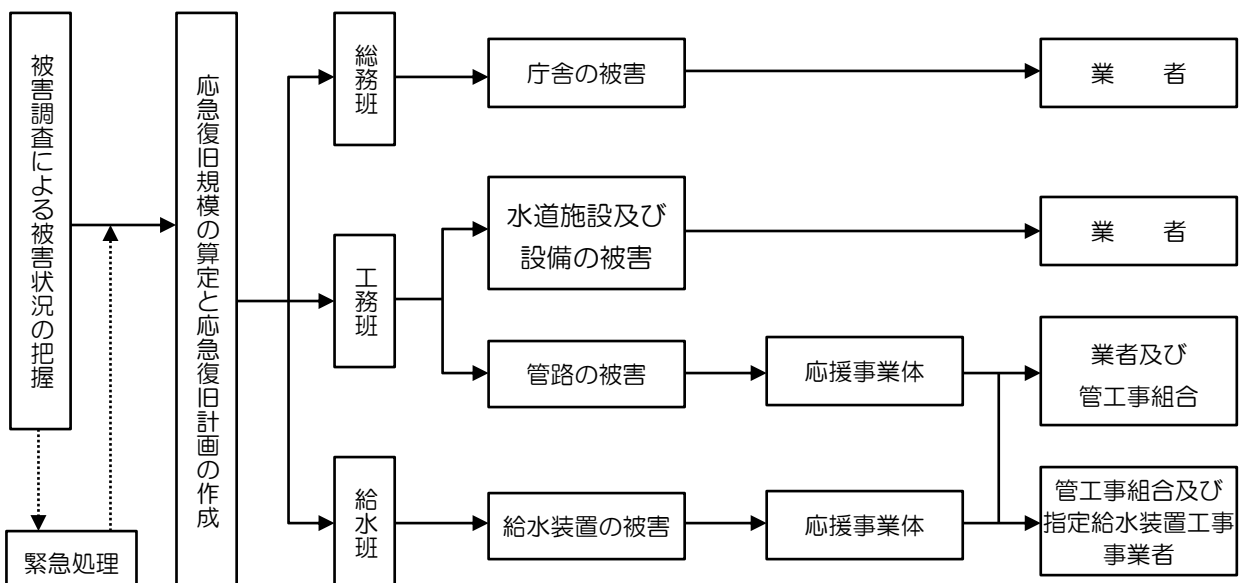 被害調査による被害状況の把握
緊急処理
応急復旧規模の算定と応急復旧計画の作成
総務班
庁舎の被害
業　者
工務班
水道施設及び
設備の被害
業　者
管路の被害
応援事業体
業者及び
管工事組合
給水班
給水装置の被害
応援事業体
管工事組合及び
指定給水装置工事
事業者